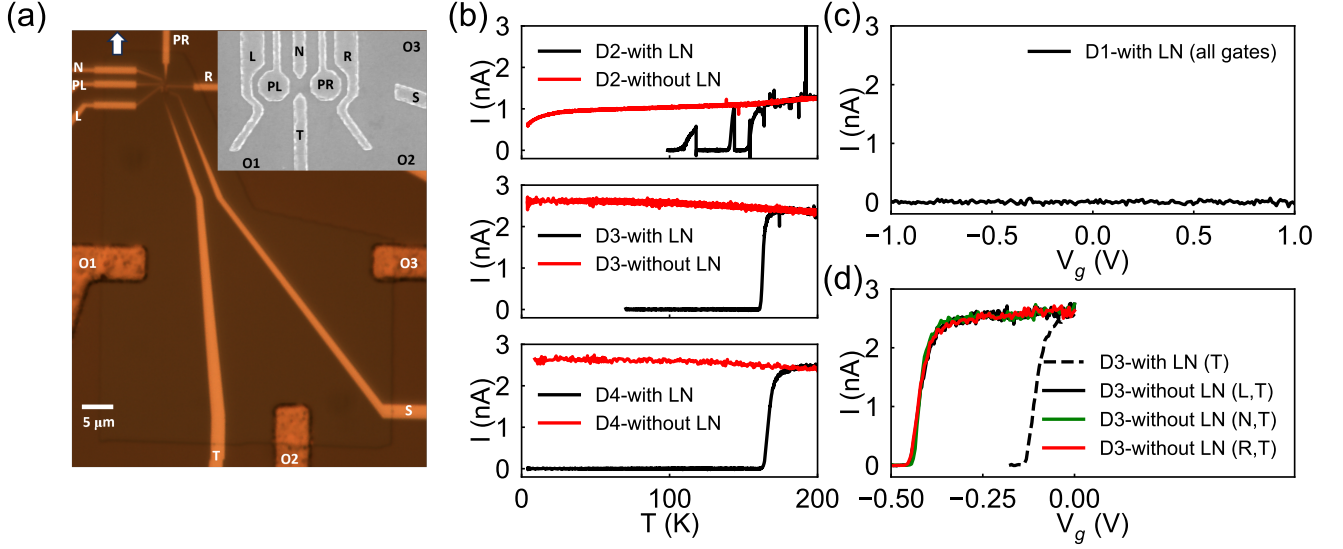 (a)
PR
N
PL
L
R
L
N
R
O3
PL
PR
S
T
O1
O2
O1
O3
5 μm
S
T
O2
(b)
3
2
1
0
I (nA)
D2-with LN
D2-without LN
3
2
1
0
I (nA)
D3-with LN
D3-without LN
3
2
1
0
I (nA)
D4-with LN
D4-without LN
0
100
200
T (K)
(c)
3
2
1
0
I (nA)
D1-with LN (all gates)
−1.0
−0.5
0.0
0.5
1.0
Vg (V)
(d)
3
2
1
0
I (nA)
D3-with LN (T)
D3-without LN (L,T)
D3-without LN (N,T)
D3-without LN (R,T)
−0.50
−0.25
0.00
Vg (V)